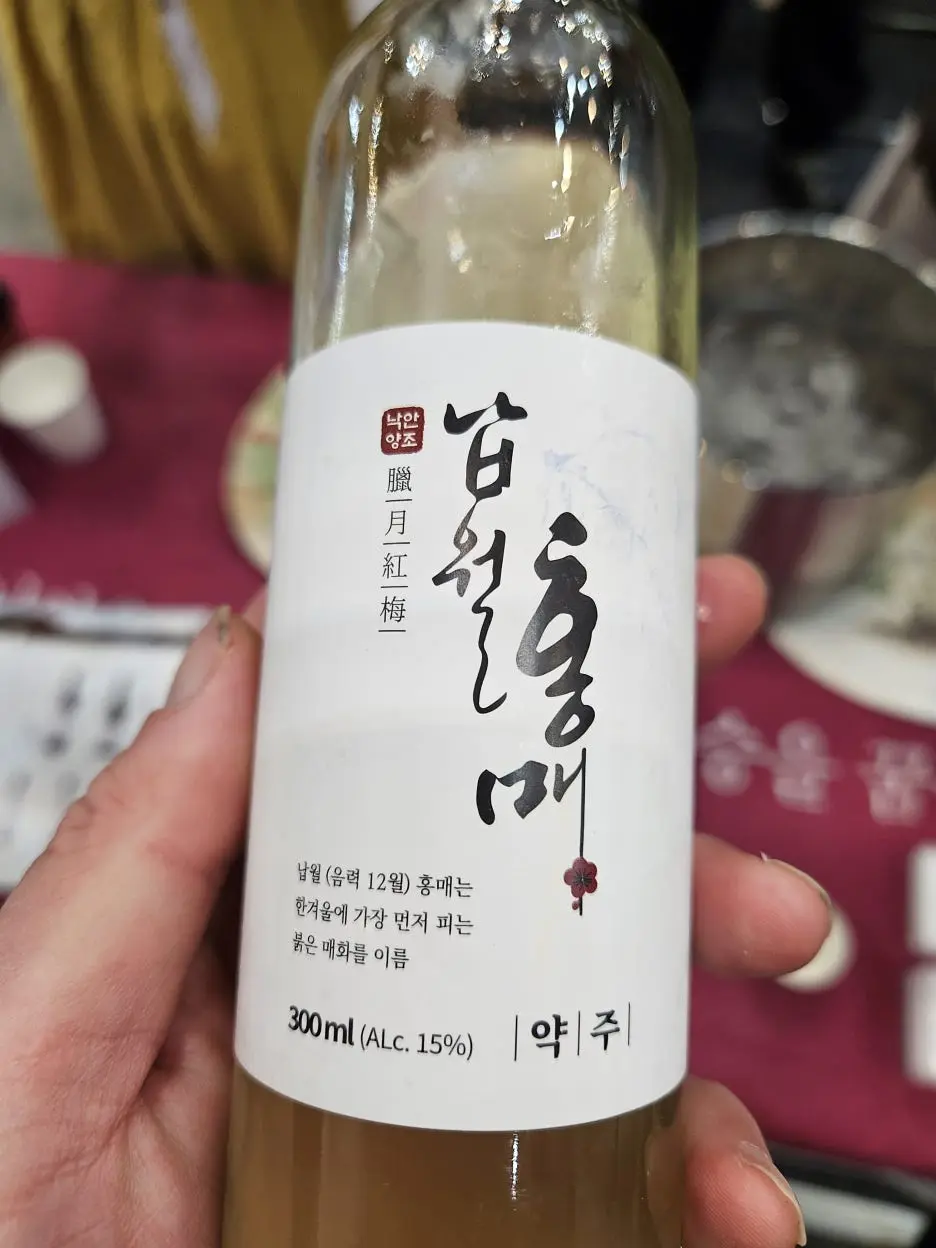 낙안
양조
臘月紅梅
납월
홍매
납월 (음력 12월) 홍매는
한겨울에 가장 먼저 피는
붉은 매화를 이름
300ml (ALc. 15%)
약주